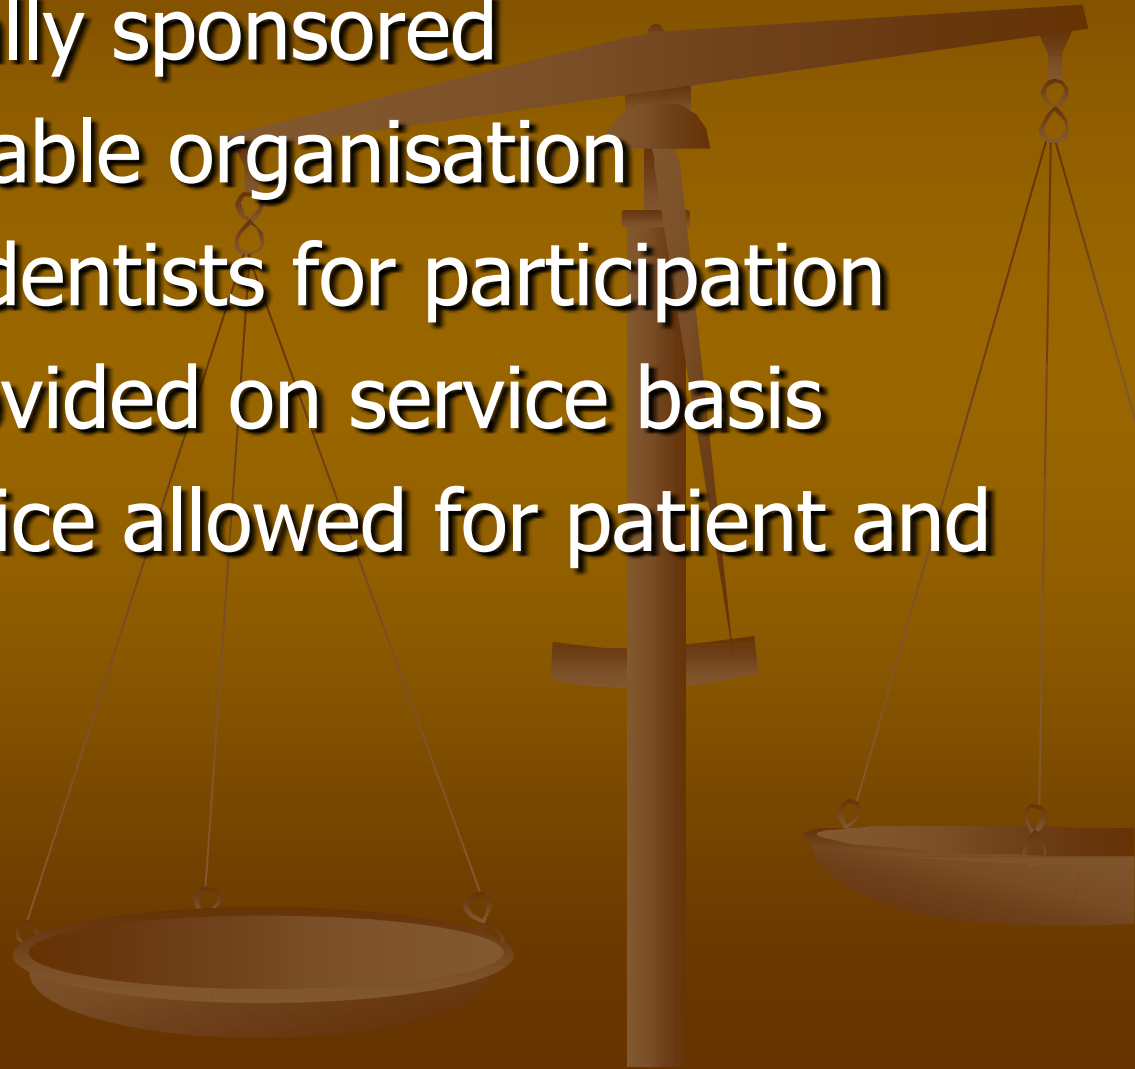 lly sponsored
able organisation
dentists for participation
vided on service basis
ice allowed for patient and